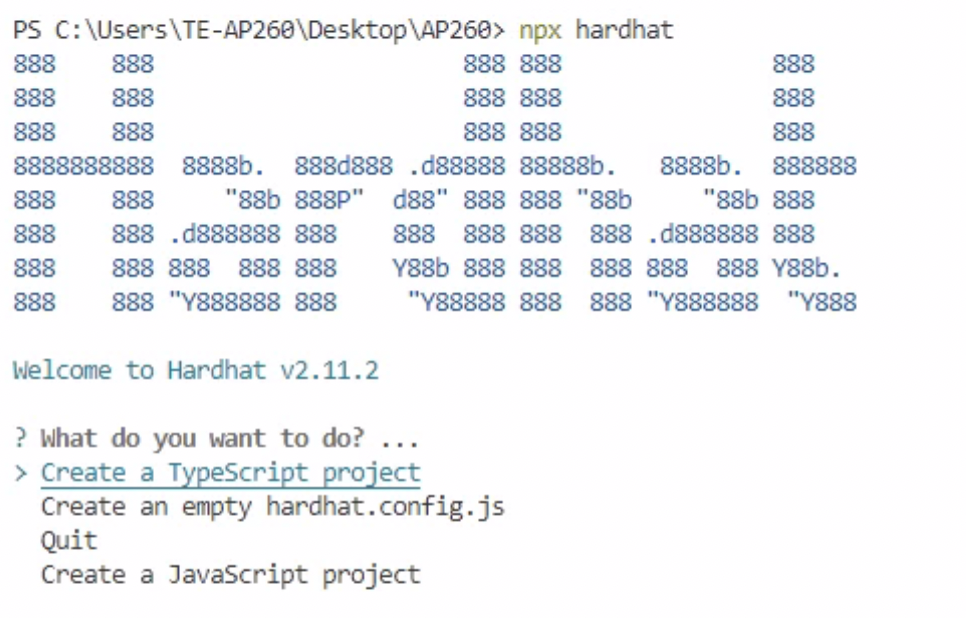 PS C:\Users\TE-AP260\Desktop\AP260> npx hardhat
888    888                      888 888               888
888    888                      888 888               888
888    888                      888 888               888
8888888888  8888b.  888d888 .d88888 88888b.   8888b.  888888
888    888     "88b 888P"  d88" 888 888 "88b     "88b 888
888    888 .d888888 888    888  888 888  888 .d888888 888
888    888 888  888 888    Y88b 888 888  888 888  888 Y88b.
888    888 "Y888888 888     "Y88888 888  888 "Y888888  "Y888
Welcome to Hardhat v2.11.2
? What do you want to do? ...
> Create a TypeScript project
Create an empty hardhat.config.js
Quit
Create a JavaScript project